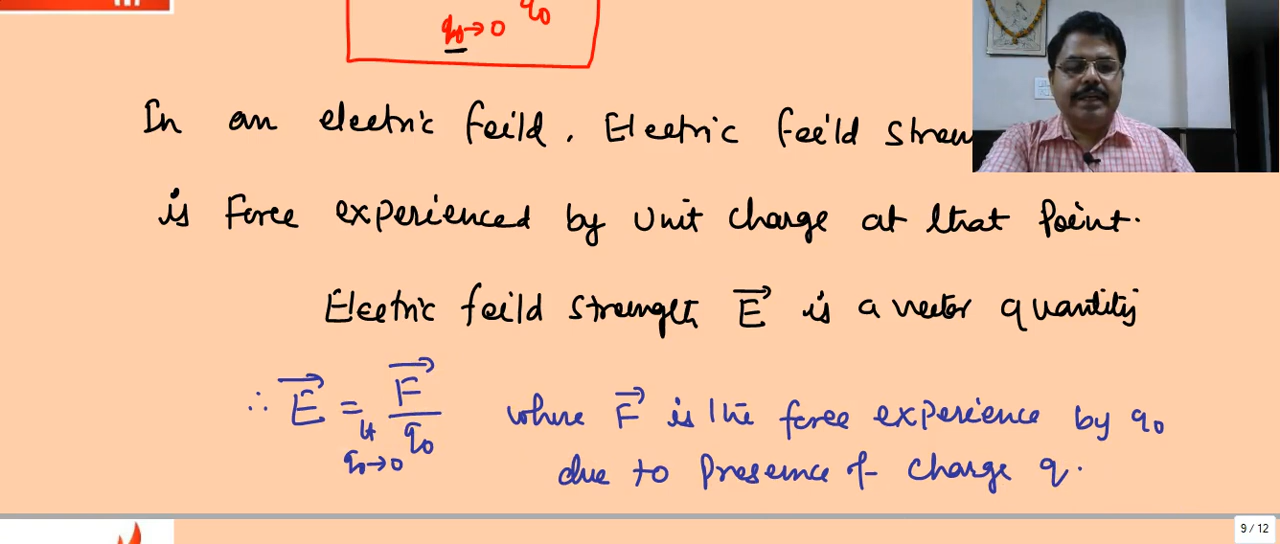 q₀→0 q₀
In an electric feild. Electric feild
is Force experienced by unit charge at that point.
Electric feild strength E⃗ is a vector quantity
∴ E⃗ = lt q₀→0 F⃗/q₀ where F⃗ is the force experience by q₀
due to presence of charge q.
9 / 12